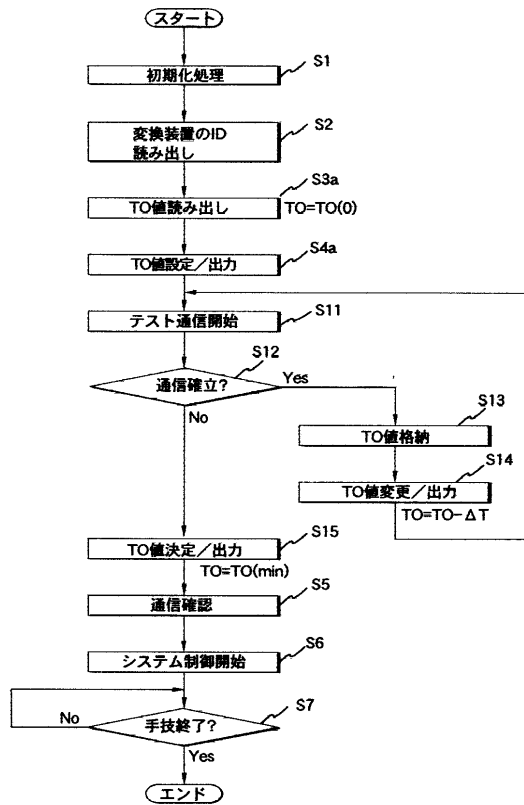 スタート
S1
初期化処理
S2
変換装置のID
読み出し
S3a
TO値読み出し TO=TO(0)
S4a
TO値設定／出力
S11
テスト通信開始
S12
通信確立?
Yes
No
S13
TO値格納
S14
TO値変更／出力
TO=TO-ΔT
S15
TO値決定／出力
TO=TO(min)
S5
通信確認
S6
システム制御開始
S7
手技終了?
No
Yes
エンド